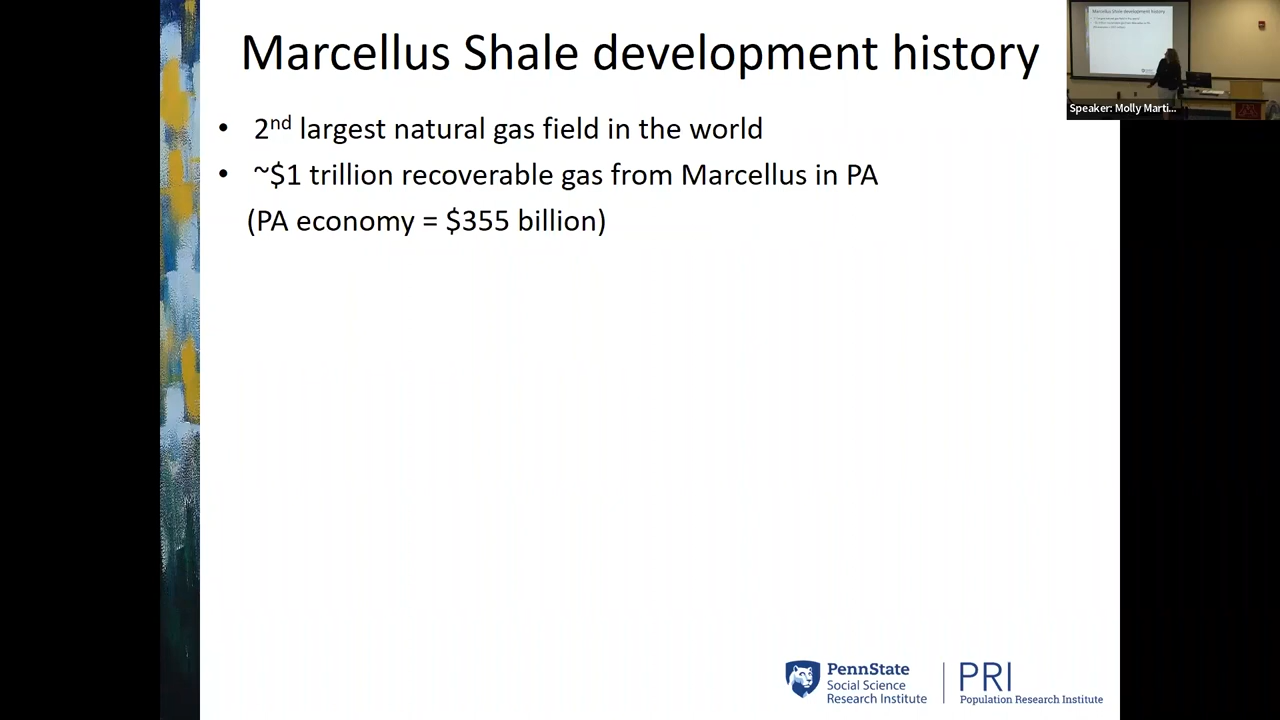 Marcellus Shale development history
• 2nd largest natural gas field in the world
• ~$1 trillion recoverable gas from Marcellus in PA
(PA economy = $355 billion)
Speaker: Molly Marti...
PennState
Social Science
Research Institute
PRI
Population Research Institute